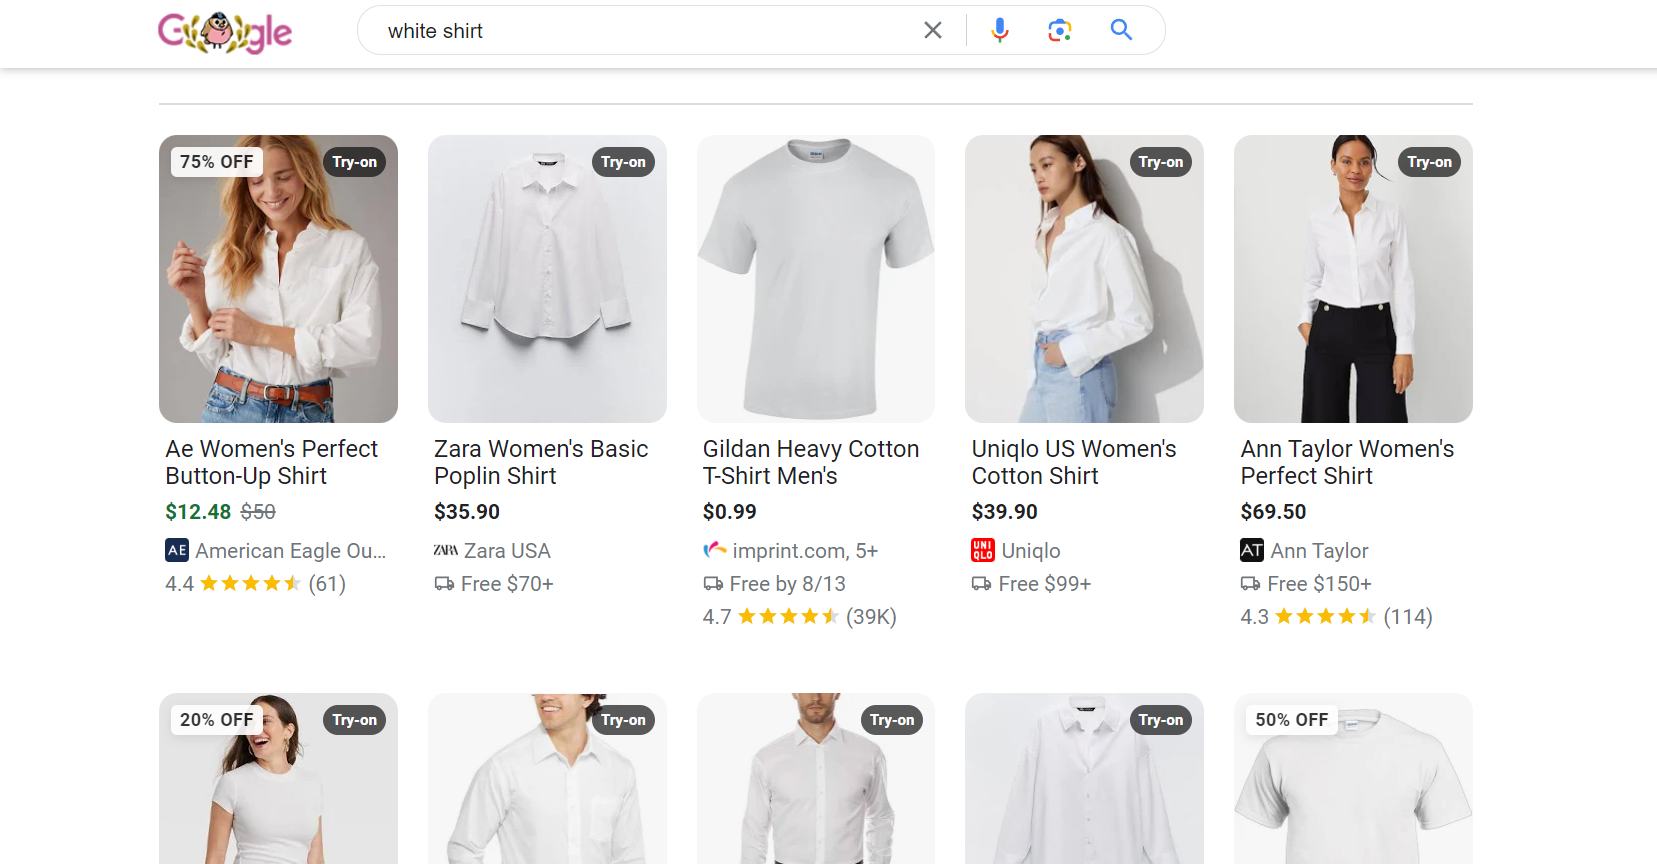 Google
white shirt
75% OFF
Try-on
Try-on
Try-on
Try-on
Ae Women's Perfect
Button-Up Shirt
$12.48 $50
AE American Eagle Ou...
4.4 (61)
Zara Women's Basic
Poplin Shirt
$35.90
ZARA Zara USA
Free $70+
Gildan Heavy Cotton
T-Shirt Men's
$0.99
imprint.com, 5+
Free by 8/13
4.7 (39K)
Uniqlo US Women's
Cotton Shirt
$39.90
UNI
QLO
Uniqlo
Free $99+
Ann Taylor Women's
Perfect Shirt
$69.50
AT Ann Taylor
Free $150+
4.3 (114)
20% OFF
Try-on
Try-on
Try-on
Try-on
50% OFF